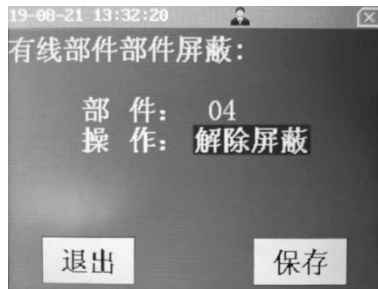 19-08-21 13:32:20
有线部件部件屏蔽:
部 件: 04
操 作: 解除屏蔽
退出 保存